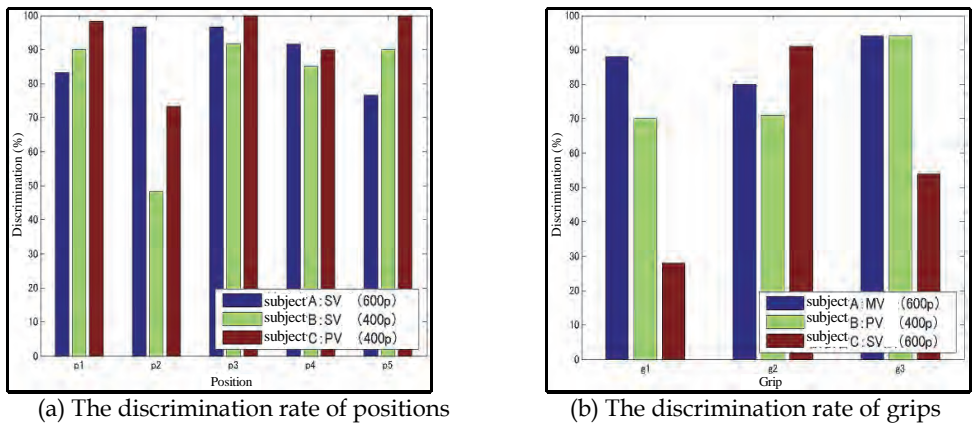 100
90
80
70
60
50
40
30
20
10
0
Discrimination (%)
p1 p2 p3 p4 p5
Position
subject A:SV (600p)
subject B:SV (400p)
subject C:PV (400p)
(a) The discrimination rate of positions
100
90
80
70
60
50
40
30
20
10
0
Discrimination (%)
g1 g2 g3
Grip
subject A:MV (600p)
subject B:PV (400p)
subject C:SV (600p)
(b) The discrimination rate of grips